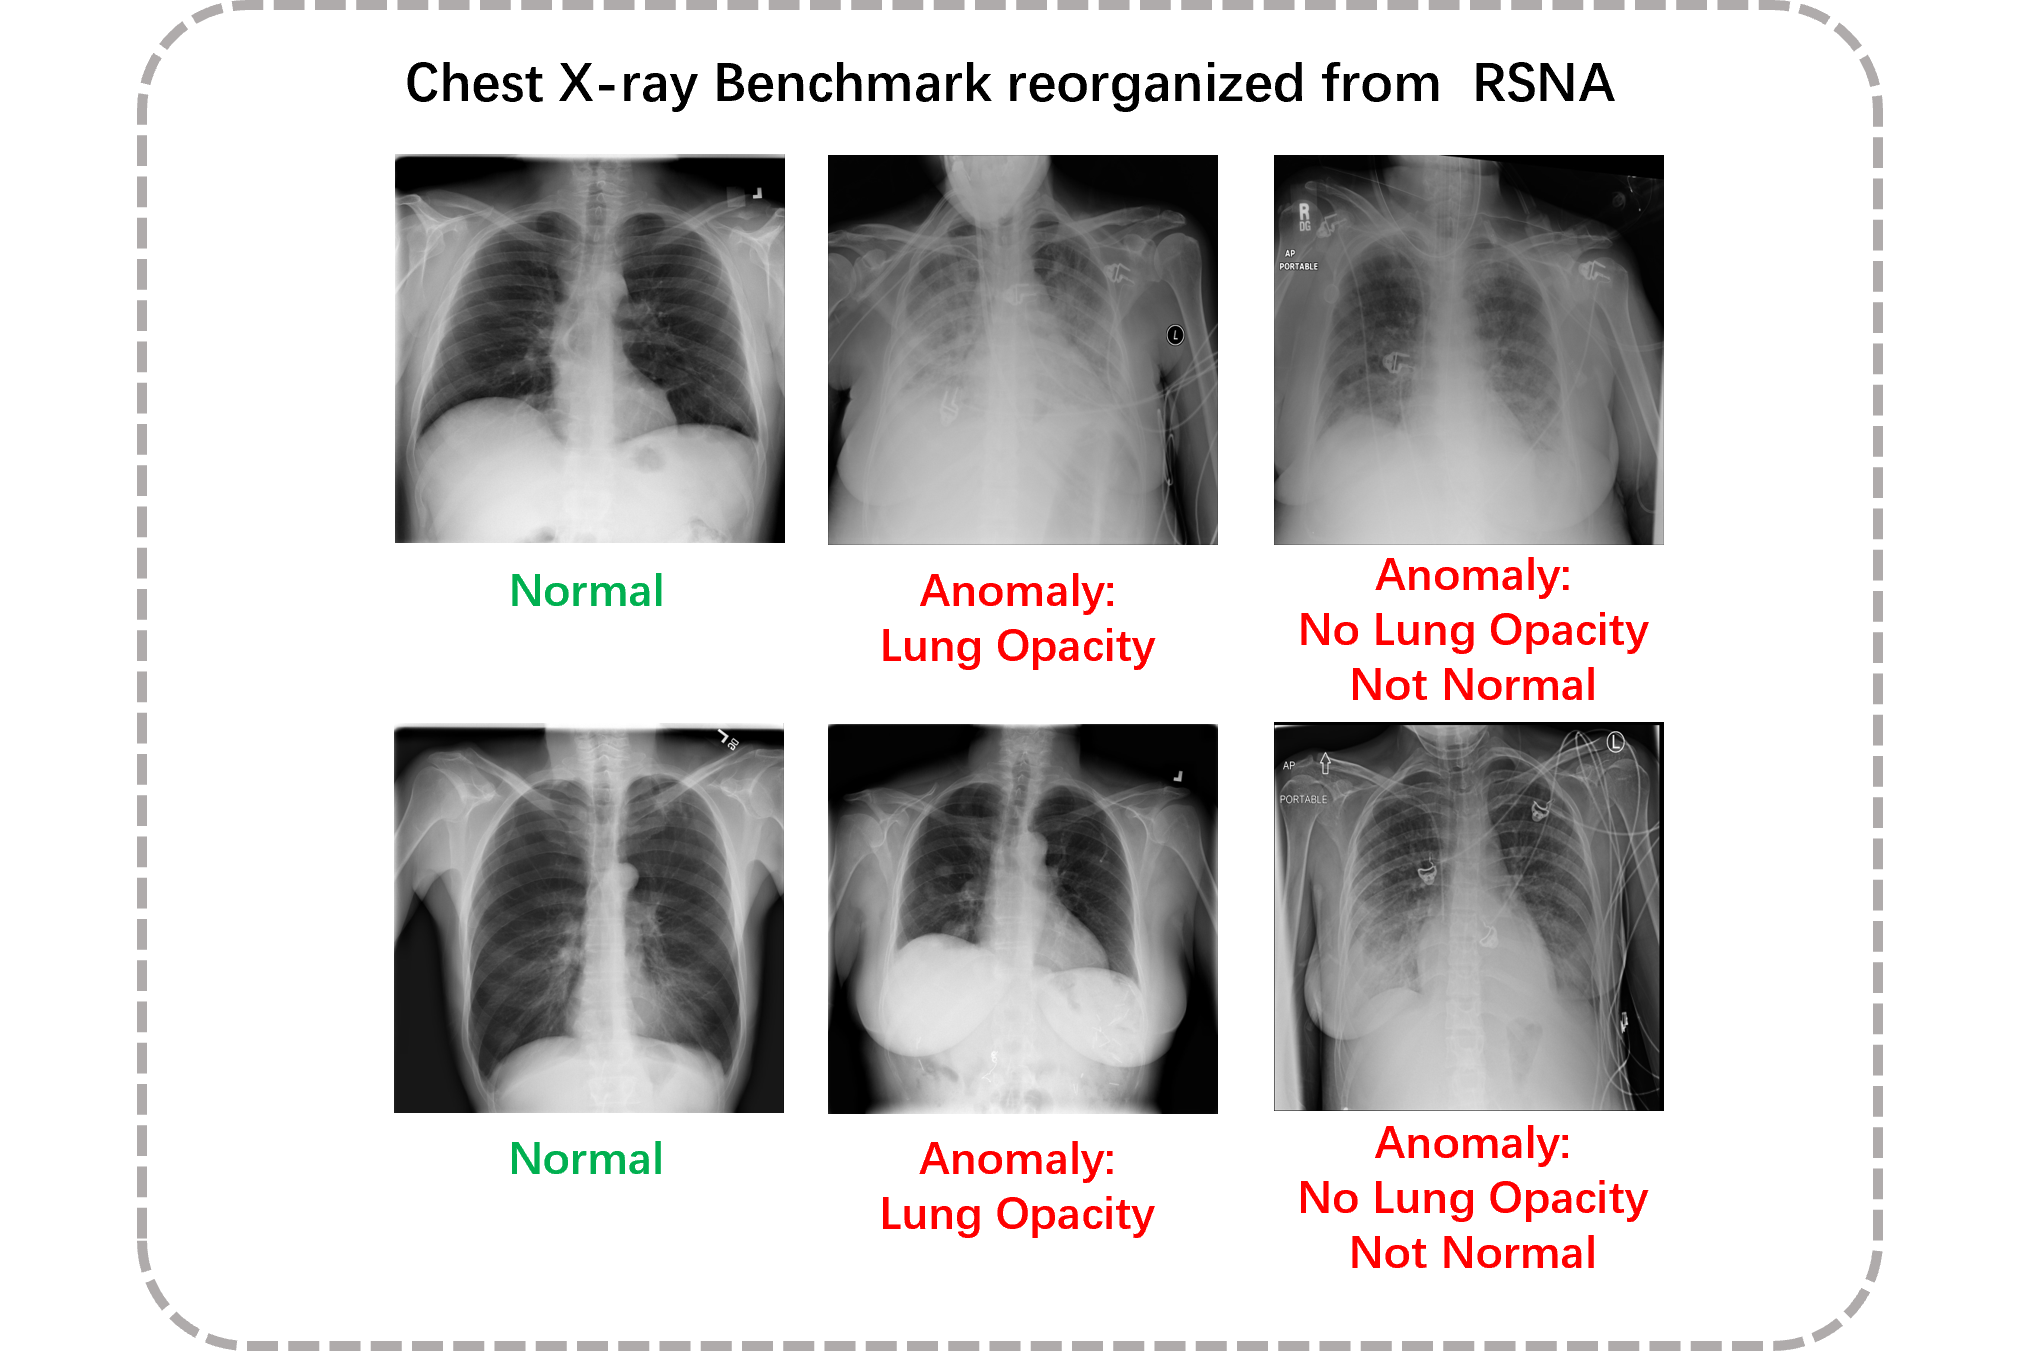 Chest X-ray Benchmark reorganized from RSNA
L
L
R
DG
AP
PORTABLE
Normal
Anomaly:
Lung Opacity
Anomaly:
No Lung Opacity
Not Normal
L
AP
PORTABLE
Normal
Anomaly:
Lung Opacity
Anomaly:
No Lung Opacity
Not Normal